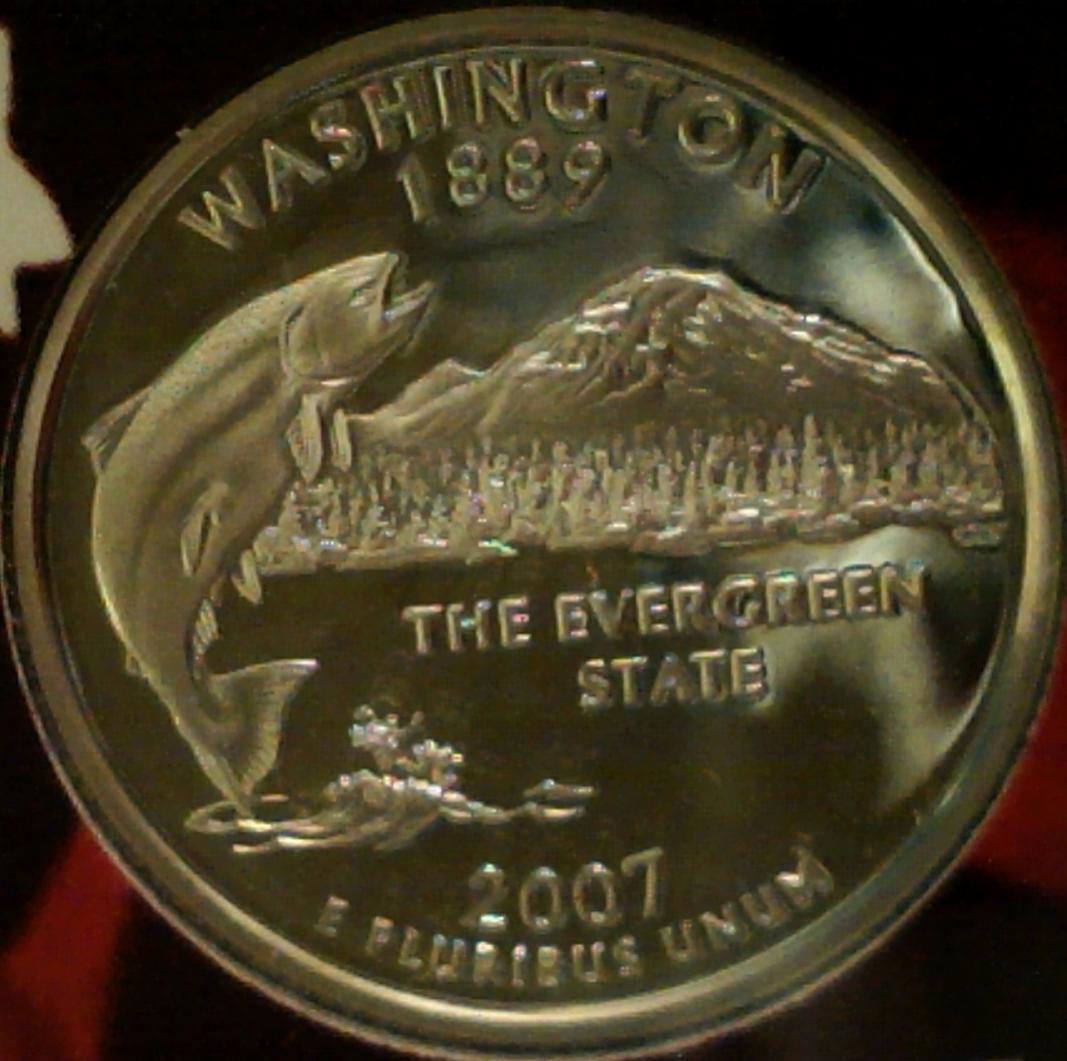 WASHINGTON
1889
THE EVERGREEN
STATE
2007
E PLURIBUS UNUM